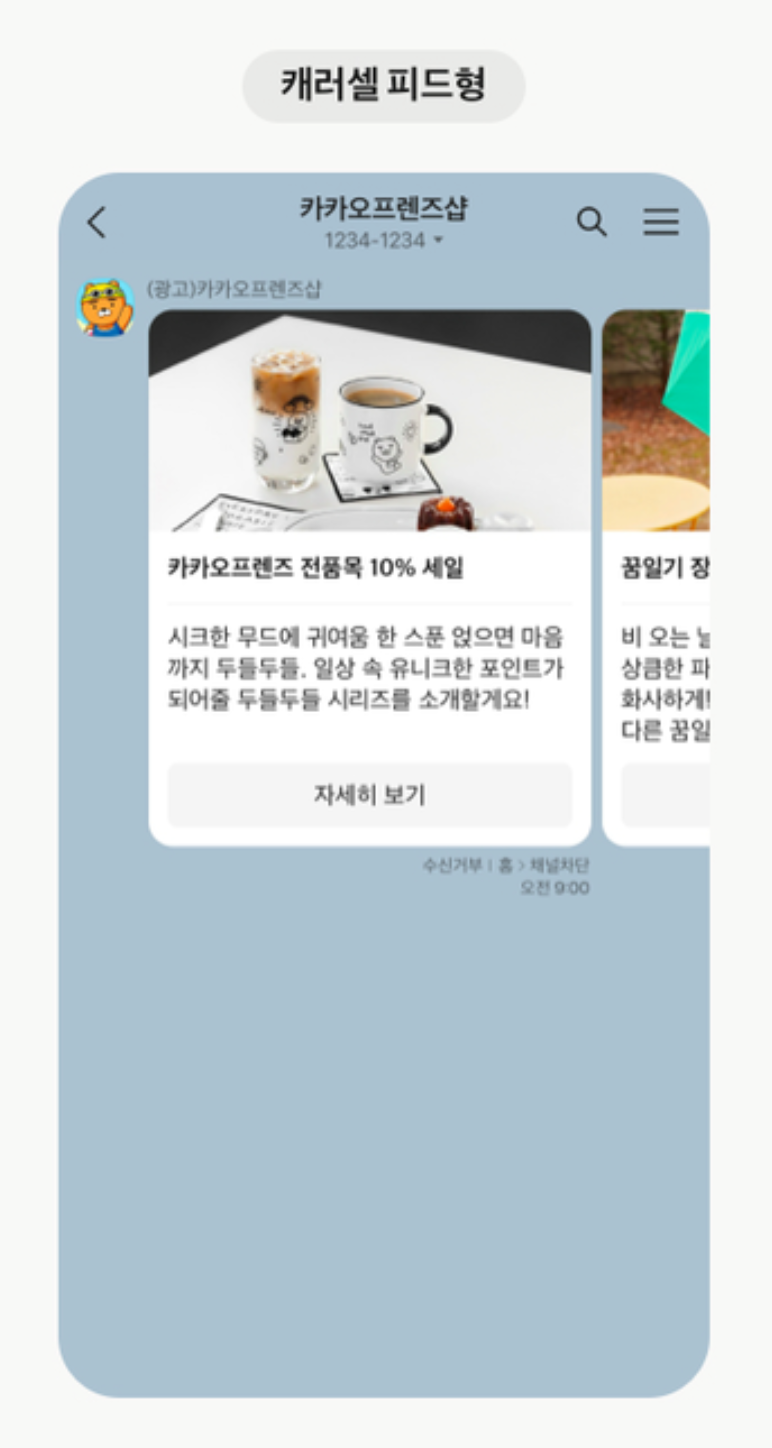 캐러셀 피드형
카카오프렌즈샵
1234-1234
(광고)카카오프렌즈샵
카카오프렌즈 전품목 10% 세일
시크한 무드에 귀여움 한 스푼 얹으면 마음
까지 두들두들. 일상 속 유니크한 포인트가
되어줄 두들두들 시리즈를 소개할게요!
자세히 보기
꿈일기 장
비 오는 날
상큼한 파
화사하게!
다른 꿈일
수신거부 | 홈 > 채널차단
오전 9:00